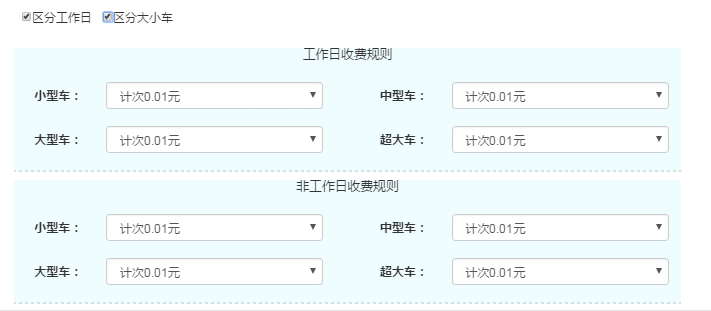 区分工作日 区分大小车
工作日收费规则
小型车： 计次0.01元 中型车： 计次0.01元
大型车： 计次0.01元 超大车： 计次0.01元
非工作日收费规则
小型车： 计次0.01元 中型车： 计次0.01元
大型车： 计次0.01元 超大车： 计次0.01元